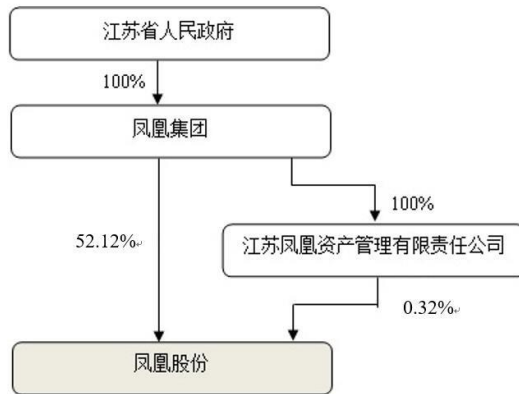 江苏省人民政府
100%
凤凰集团
100%
52.12%
江苏凤凰资产管理有限责任公司
0.32%
凤凰股份